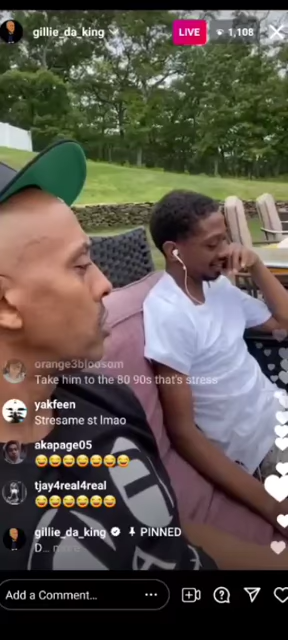 gillie_da_king
LIVE
1,108
orange3bloosom
Take him to the 80 90s that's stress
yakfeen
Stresame st lmao
akapage05
😂😂😂😂😂😂😂
tjay4real4real
😂😂😂😂😂😂
gillie_da_king PINNED
Add a Comment...